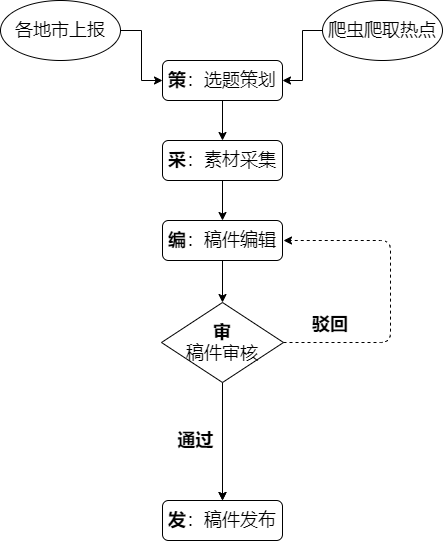 各地市上报
爬虫爬取热点
策：选题策划
采：素材采集
编：稿件编辑
审
稿件审核
驳回
通过
发：稿件发布